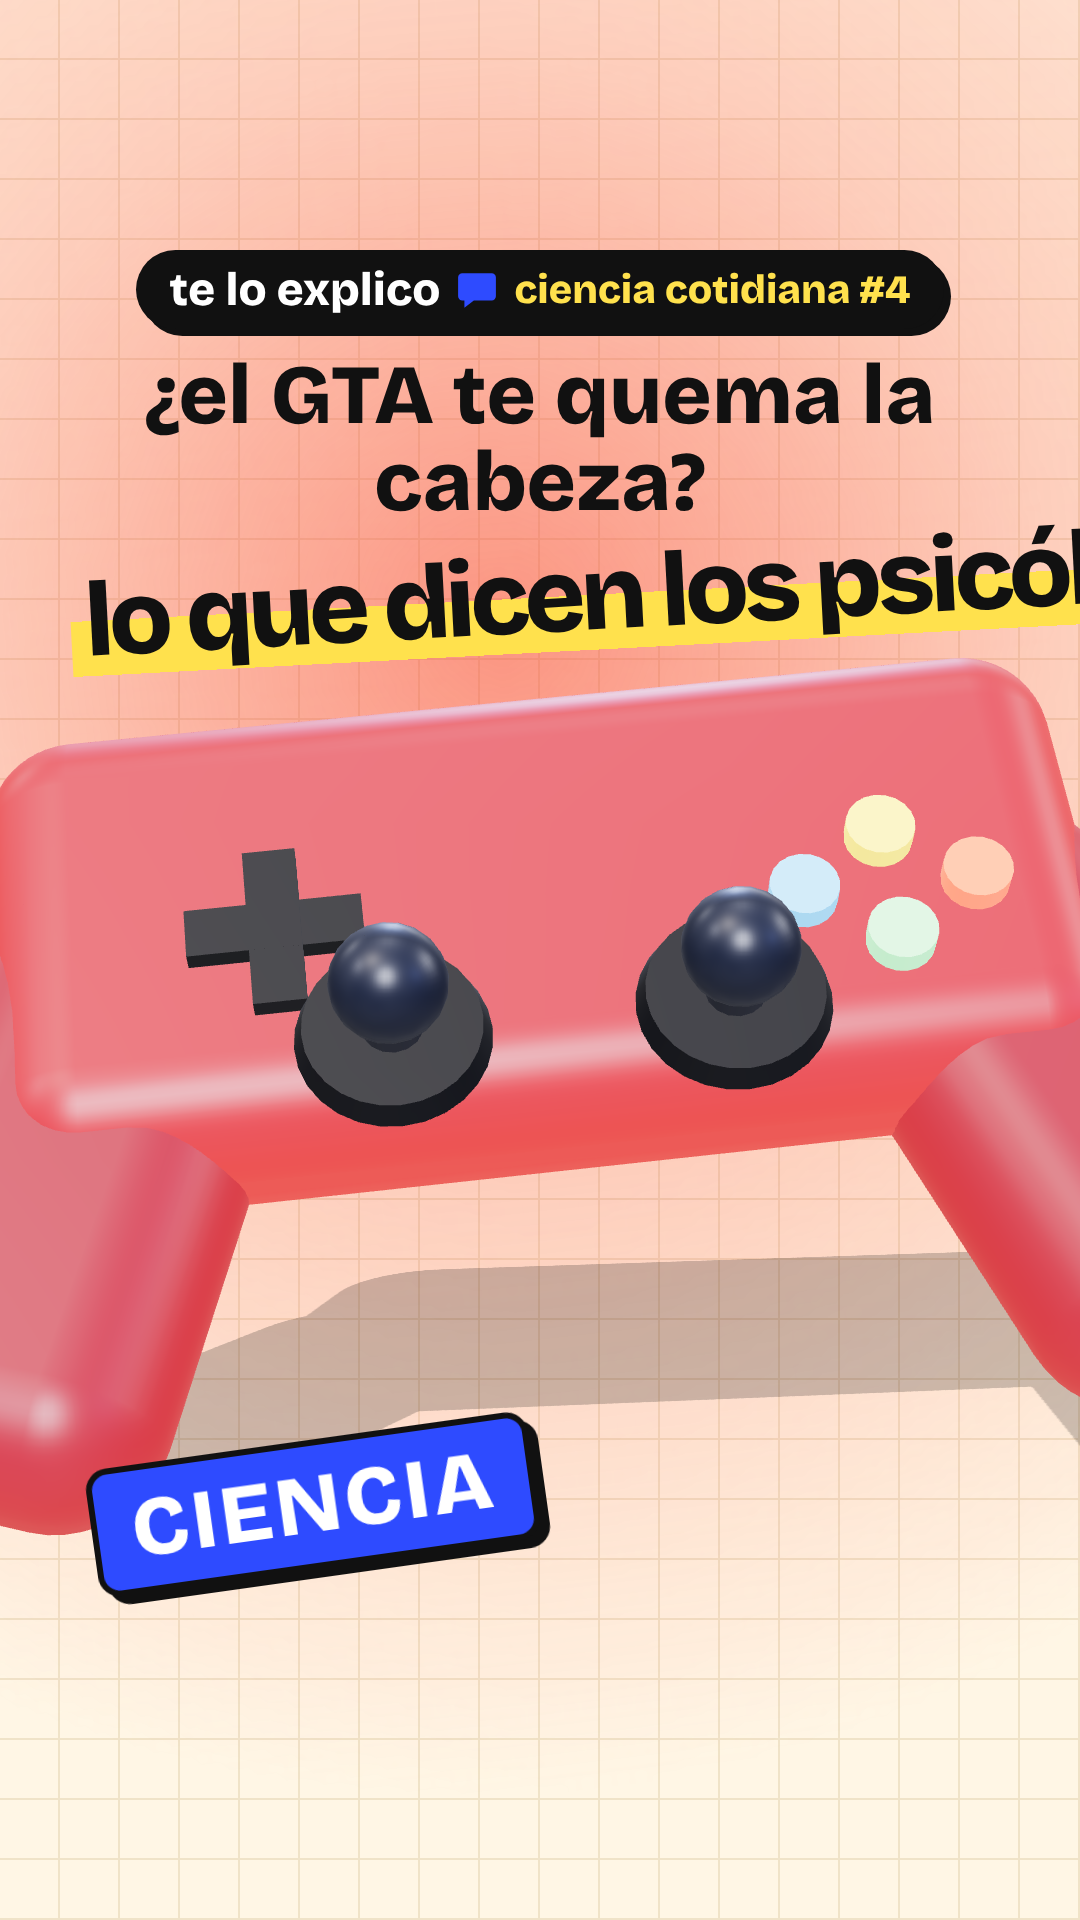 te lo explico ciencia cotidiana #4
¿el GTA te quema la
cabeza?
lo que dicen los
CIENCIA